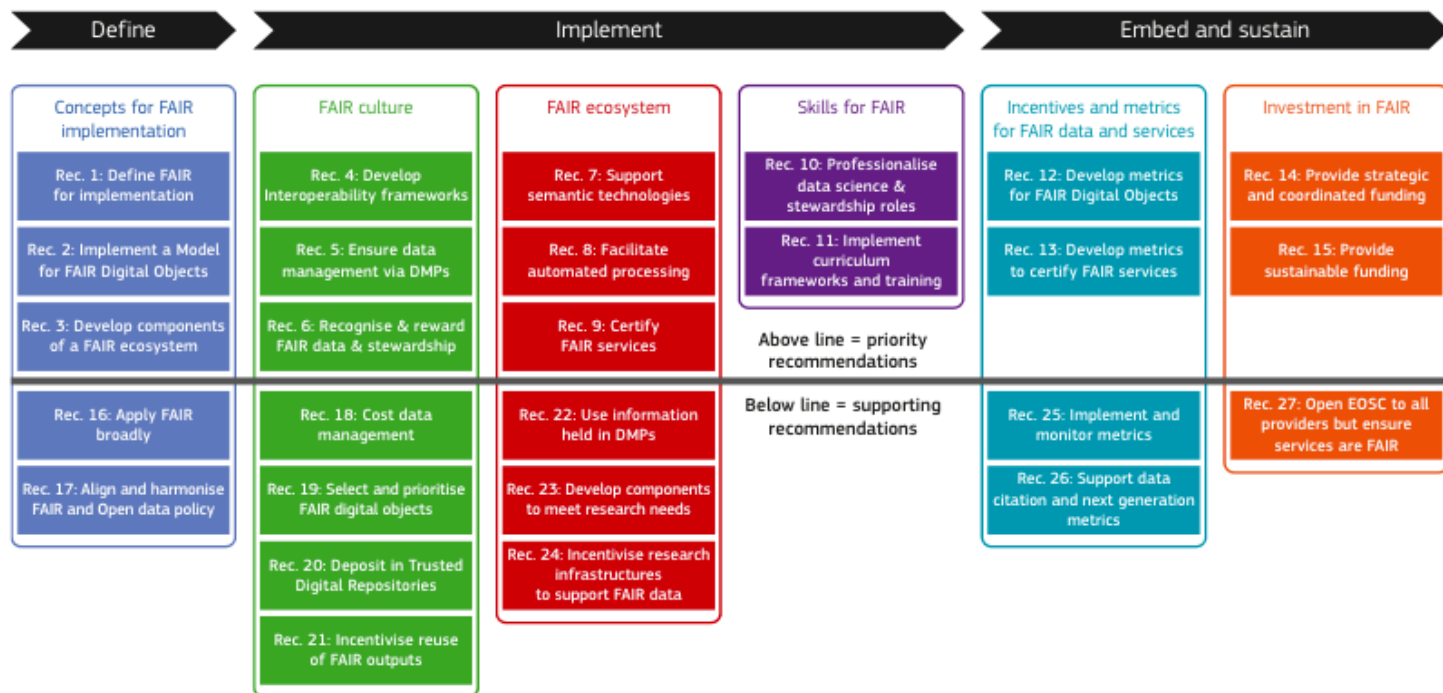 Define
Implement
Embed and sustain
Concepts for FAIR
implementation
Rec. 1: Define FAIR
for implementation
Rec. 2: Implement a Model
for FAIR Digital Objects
Rec. 3: Develop components
of a FAIR ecosystem
Rec. 16: Apply FAIR
broadly
Rec. 17: Align and harmonise
FAIR and Open data policy
FAIR culture
Rec. 4: Develop
Interoperability frameworks
Rec. 5: Ensure data
management via DMPs
Rec. 6: Recognise & reward
FAIR data & stewardship
Rec. 18: Cost data
management
Rec. 19: Select and prioritise
FAIR digital objects
Rec. 20: Deposit in Trusted
Digital Repositories
Rec. 21: Incentivise reuse
of FAIR outputs
FAIR ecosystem
Rec. 7: Support
semantic technologies
Rec. 8: Facilitate
automated processing
Rec. 9: Certify
FAIR services
Rec. 22: Use information
held in DMPs
Rec. 23: Develop components
to meet research needs
Rec. 24: Incentivise research
infrastructures
to support FAIR data
Skills for FAIR
Rec. 10: Professionalise
data science &
stewardship roles
Rec. 11: Implement
curriculum
frameworks and training
Above line = priority
recommendations
Below line = supporting
recommendations
Incentives and metrics
for FAIR data and services
Rec. 12: Develop metrics
for FAIR Digital Objects
Rec. 13: Develop metrics
to certify FAIR services
Rec. 25: Implement and
monitor metrics
Rec. 26: Support data
citation and next generation
metrics
Investment in FAIR
Rec. 14: Provide strategic
and coordinated funding
Rec. 15: Provide
sustainable funding
Rec. 27: Open EOSC to all
providers but ensure
services are FAIR